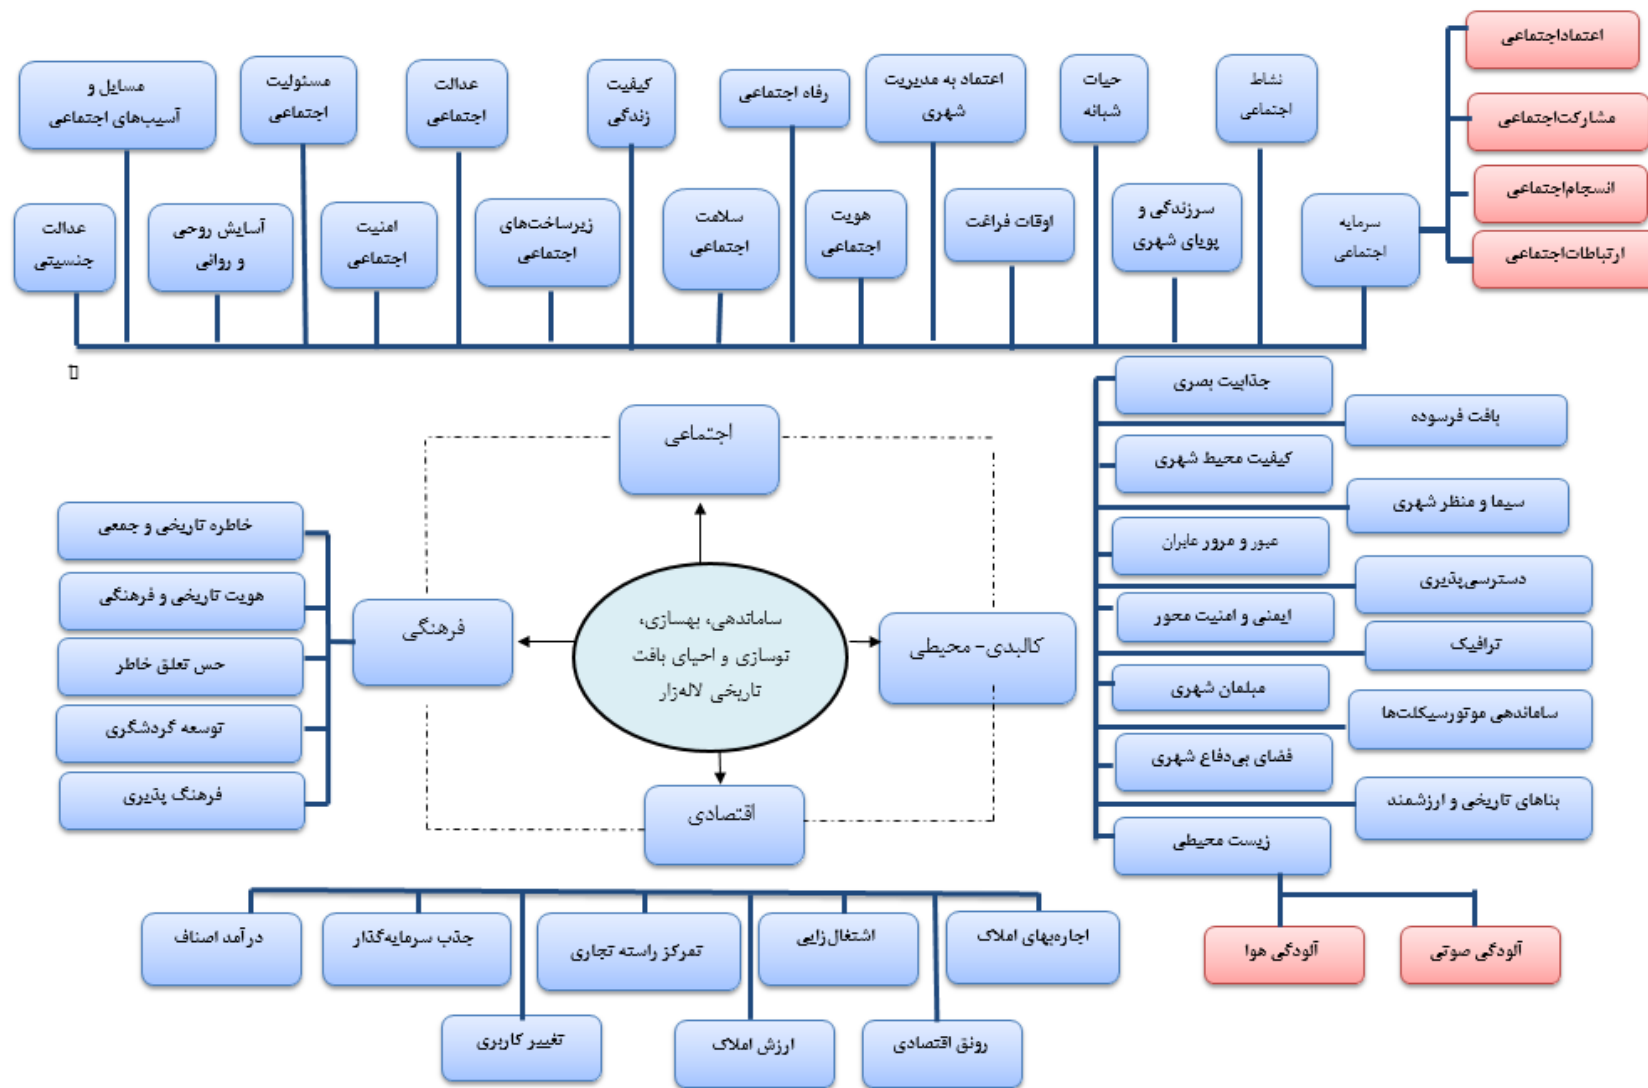 اعتماداجتماعی
مشارکت‌اجتماعی
انسجام‌اجتماعی
ارتباطات‌اجتماعی
نشاط
اجتماعی
حیات
شبانه
اعتماد به مدیریت
شهری
رفاه اجتماعی
کیفیت
زندگی
عدالت
اجتماعی
مسئولیت
اجتماعی
مسایل و
آسیب‌های اجتماعی
سرمایه
اجتماعی
سرزندگی و
پویای شهری
اوقات فراغت
هویت
اجتماعی
سلامت
اجتماعی
زیرساخت‌های
اجتماعی
امنیت
اجتماعی
آسایش روحی
و روانی
عدالت
جنسیتی
جذابیت بصری
بافت فرسوده
کیفیت محیط شهری
سیما و منظر شهری
عبور و مرور عابران
دسترسی‌پذیری
ایمنی و امنیت محور
ترافیک
مبلمان شهری
ساماندهی موتورسیکلت‌ها
فضای بی‌دفاع شهری
بناهای تاریخی و ارزشمند
زیست محیطی
آلودگی صوتی
آلودگی هوا
اجتماعی
کالبدی- محیطی
ساماندهی، بهسازی،
نوسازی و احیای بافت
تاریخی لاله‌زار
فرهنگی
اقتصادی
خاطره تاریخی و جمعی
هویت تاریخی و فرهنگی
حس تعلق خاطر
توسعه گردشگری
فرهنگ پذیری
اجاره‌بهای املاک
اشتغال‌زایی
تمرکز راسته تجاری
جذب سرمایه‌گذار
درآمد اصناف
رونق اقتصادی
ارزش املاک
تغییر کاربری